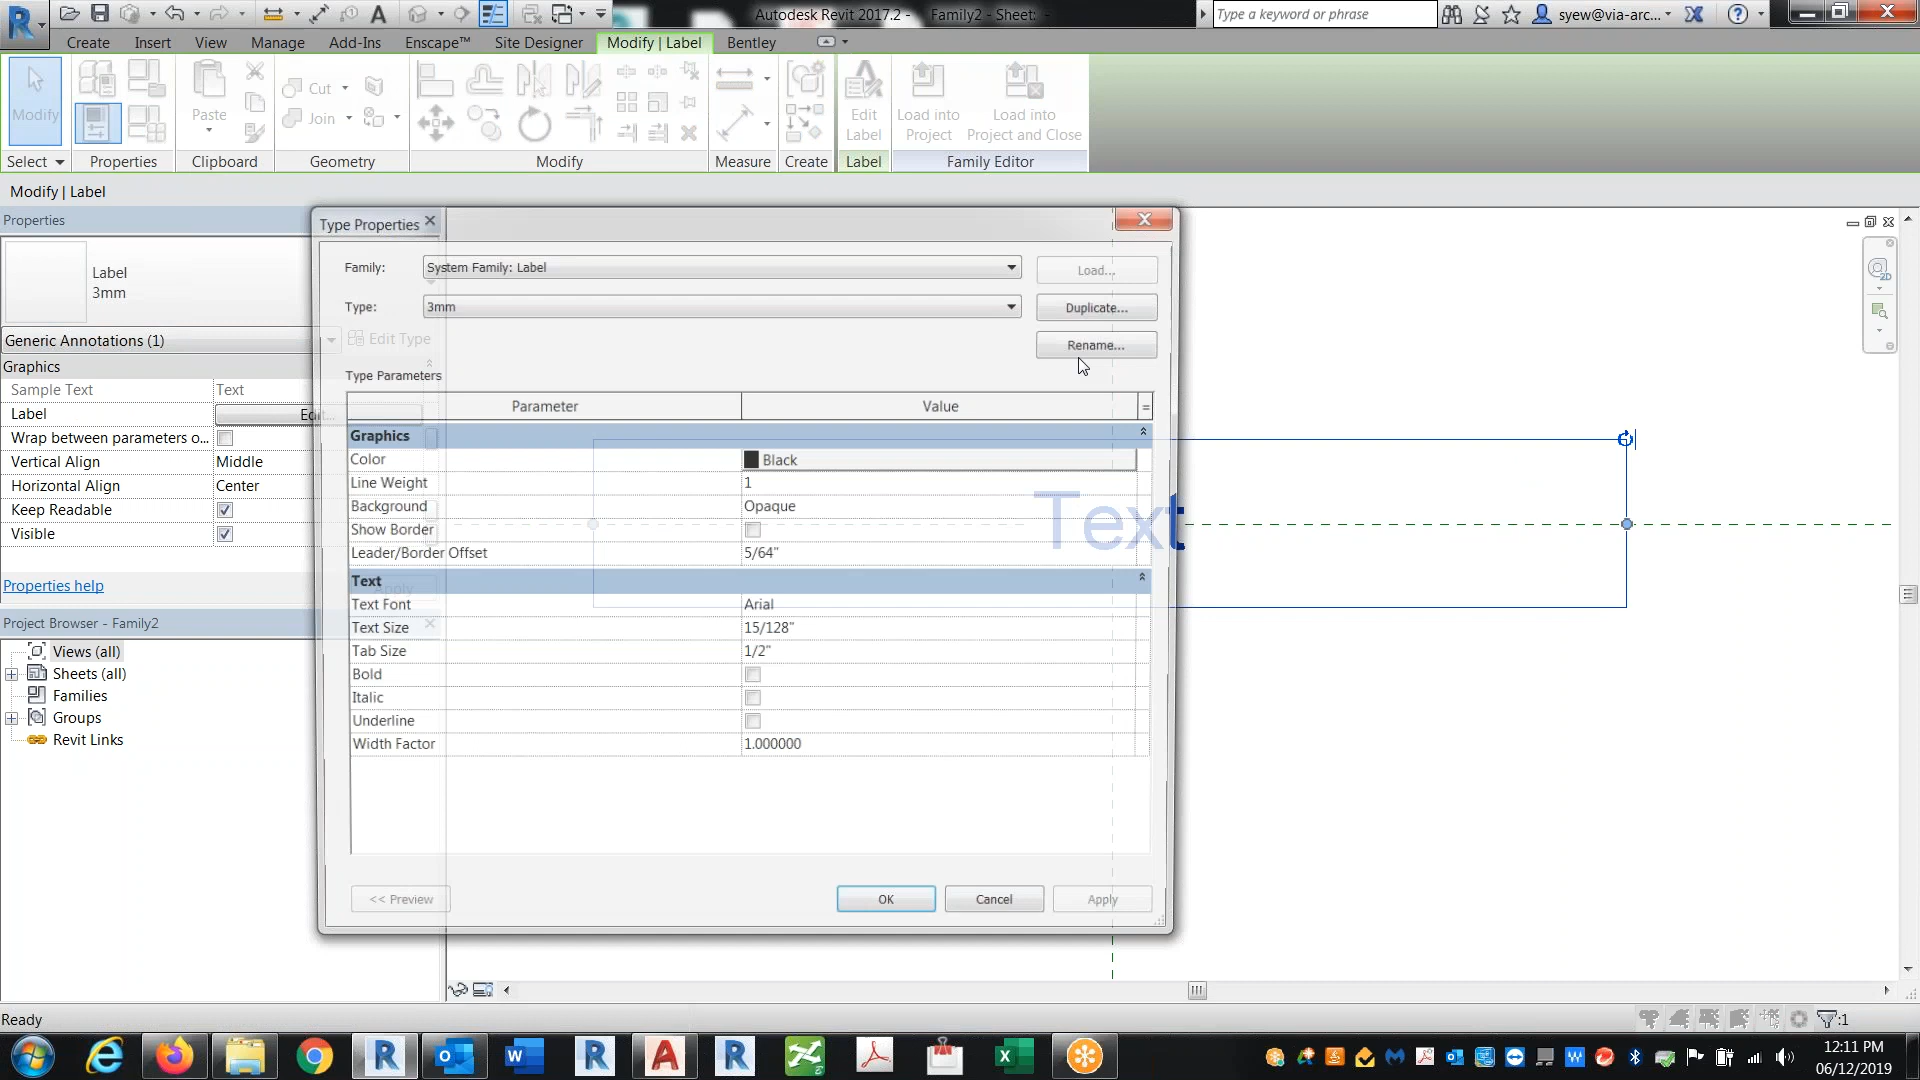 Autodesk Revit 2017.2 - Family2 - Sheet: -
Type a keyword or phrase
syew@via-arc...
Create Insert View Manage Add-Ins Enscape™ Site Designer Modify | Label Bentley
Modify
Paste
Cut
Join
Edit Label
Load into Project
Load into Project and Close
Select Properties Clipboard Geometry Modify Measure Create Label Family Editor
Modify | Label
Properties
Label
3mm
Generic Annotations (1)
Edit Type
Graphics
Sample Text Text
Label Edit...
Wrap between parameters o...
Vertical Align Middle
Horizontal Align Center
Keep Readable
Visible
Properties help
Apply
Project Browser - Family2
Views (all)
Sheets (all)
Families
Groups
Revit Links
Type Properties
Family: System Family: Label Load...
Type: 3mm Duplicate...
Rename...
Type Parameters
Parameter Value =
Graphics
Color Black
Line Weight 1
Background Opaque
Show Border
Leader/Border Offset 5/64"
Text
Text Font Arial
Text Size 15/128"
Tab Size 1/2"
Bold
Italic
Underline
Width Factor 1.000000
<< Preview OK Cancel Apply
Text
2D
Ready
:1
12:11 PM
06/12/2019